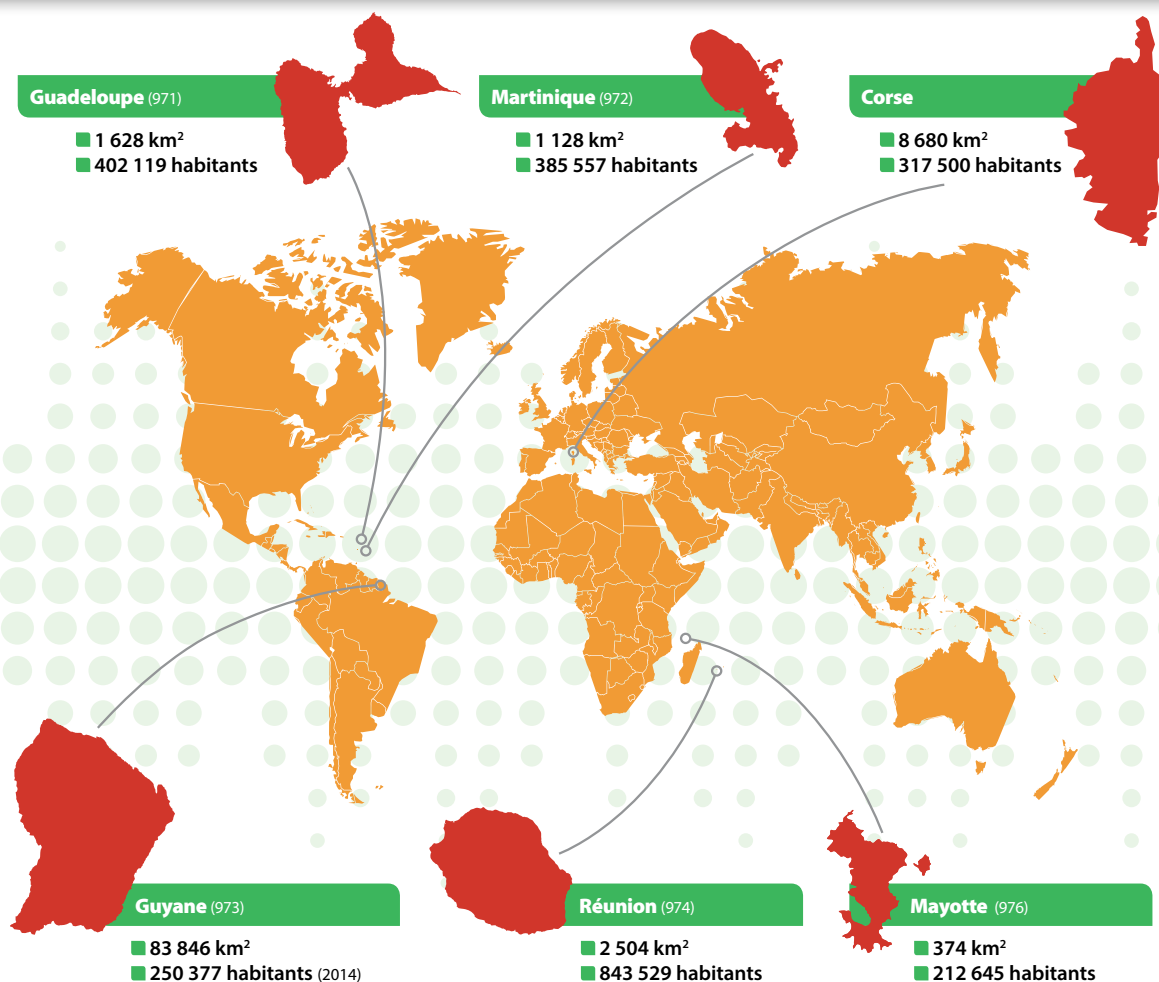 Guadeloupe (971)
1 628 km²
402 119 habitants
Martinique (972)
1 128 km²
385 557 habitants
Corse
8 680 km²
317 500 habitants
Guyane (973)
83 846 km²
250 377 habitants (2014)
Réunion (974)
2 504 km²
843 529 habitants
Mayotte (976)
374 km²
212 645 habitants